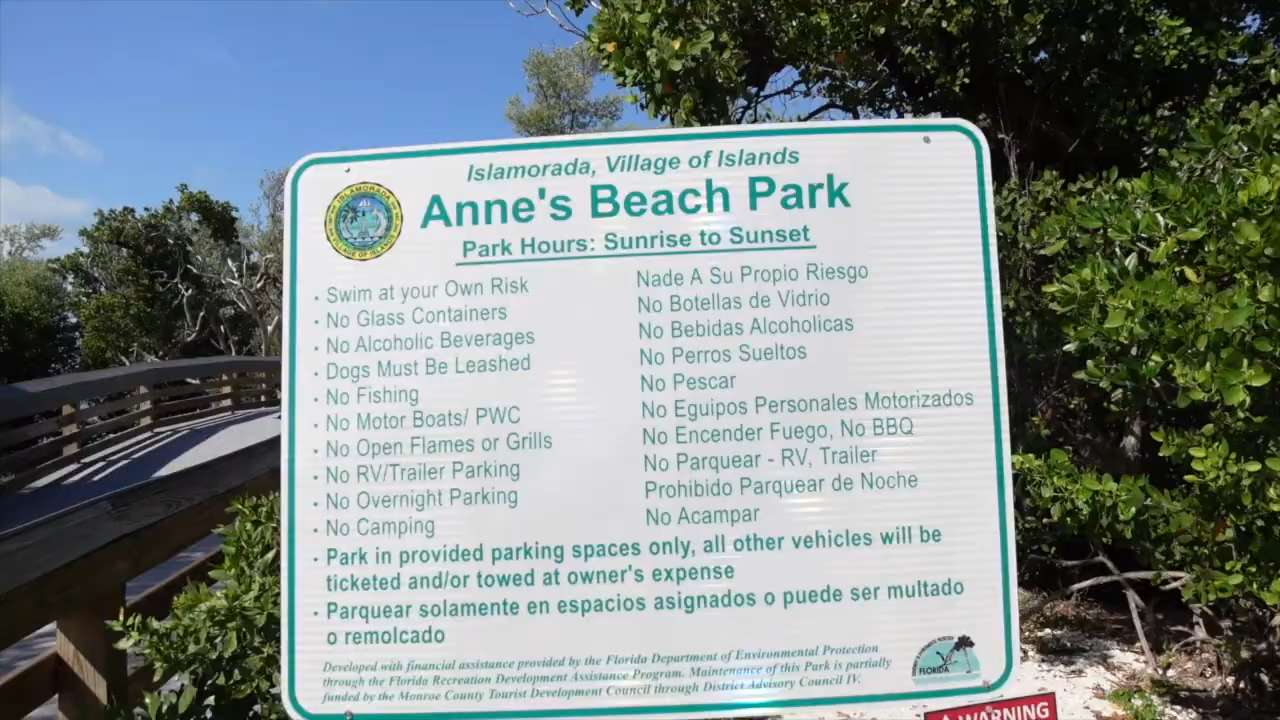 Islamorada, Village of Islands
Anne's Beach Park
Park Hours: Sunrise to Sunset
ISLAMORADA
VILLAGE OF ISLANDS
· Swim at your Own Risk
· No Glass Containers
· No Alcoholic Beverages
· Dogs Must Be Leashed
· No Fishing
· No Motor Boats/ PWC
· No Open Flames or Grills
· No RV/Trailer Parking
· No Overnight Parking
· No Camping
Nade A Su Propio Riesgo
No Botellas de Vidrio
No Bebidas Alcoholicas
No Perros Sueltos
No Pescar
No Eguipos Personales Motorizados
No Encender Fuego, No BBQ
No Parquear - RV, Trailer
Prohibido Parquear de Noche
No Acampar
· Park in provided parking spaces only, all other vehicles will be
ticketed and/or towed at owner's expense
· Parquear solamente en espacios asignados o puede ser multado
o remolcado
Developed with financial assistance provided by the Florida Department of Environmental Protection
through the Florida Recreation Development Assistance Program. Maintenance of this Park is partially
funded by the Monroe County Tourist Development Council through District Advisory Council IV.
FLORIDA
WARNING